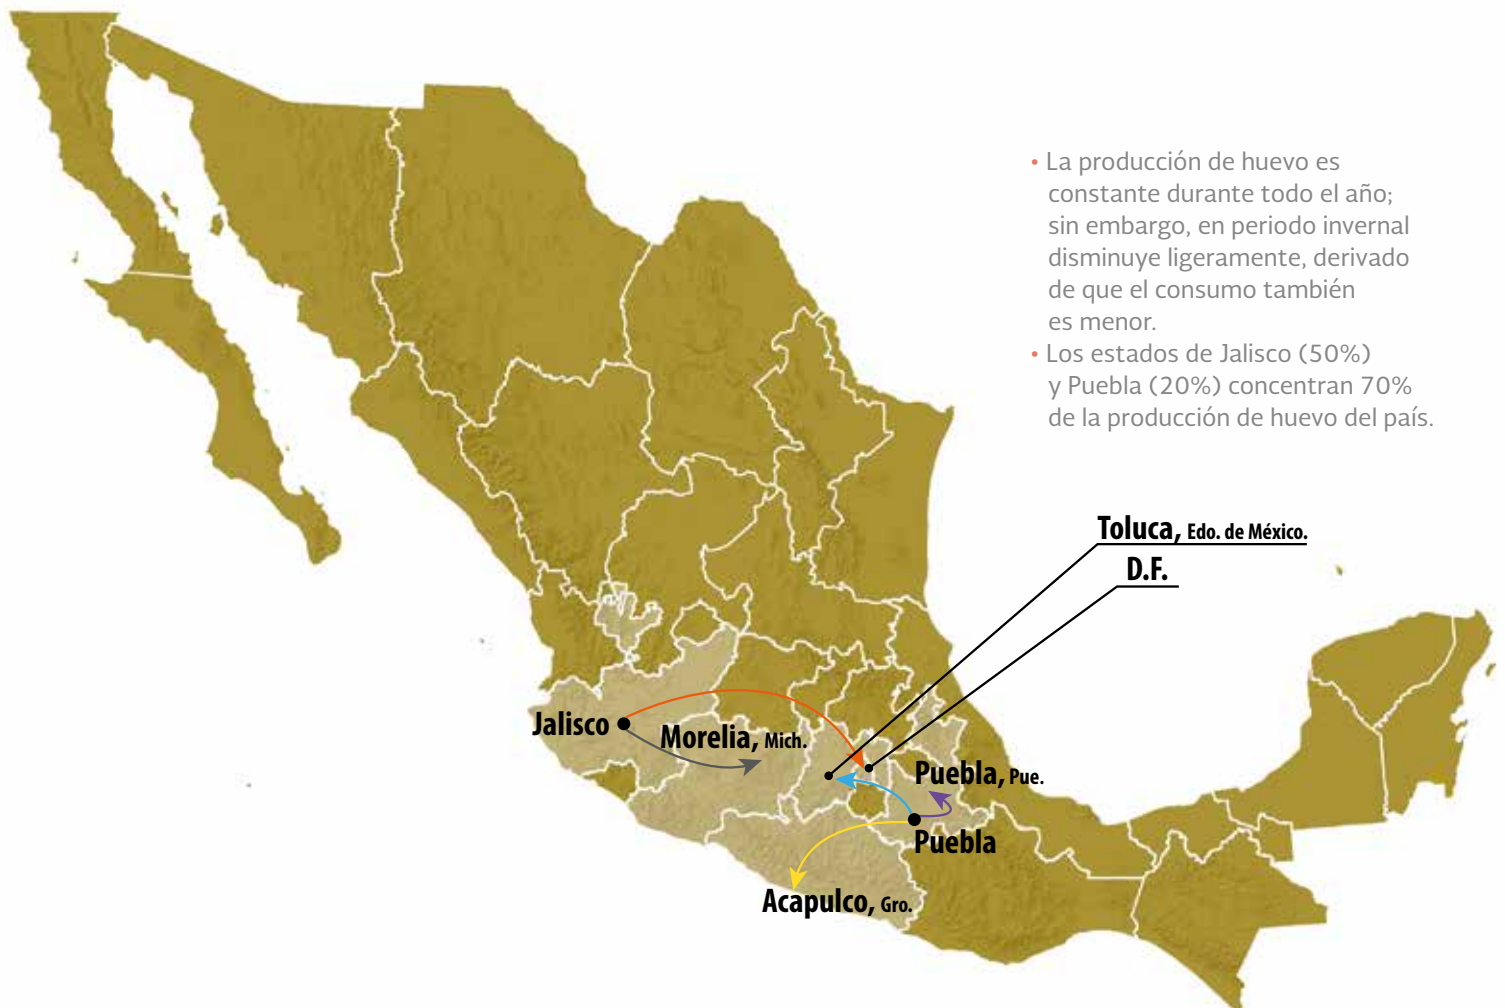 • La producción de huevo es
constante durante todo el año;
sin embargo, en periodo invernal
disminuye ligeramente, derivado
de que el consumo también
es menor.
• Los estados de Jalisco (50%)
y Puebla (20%) concentran 70%
de la producción de huevo del país.
Toluca, Edo. de México.
D.F.
Jalisco
Morelia, Mich.
Puebla, Pue.
Puebla
Acapulco, Gro.